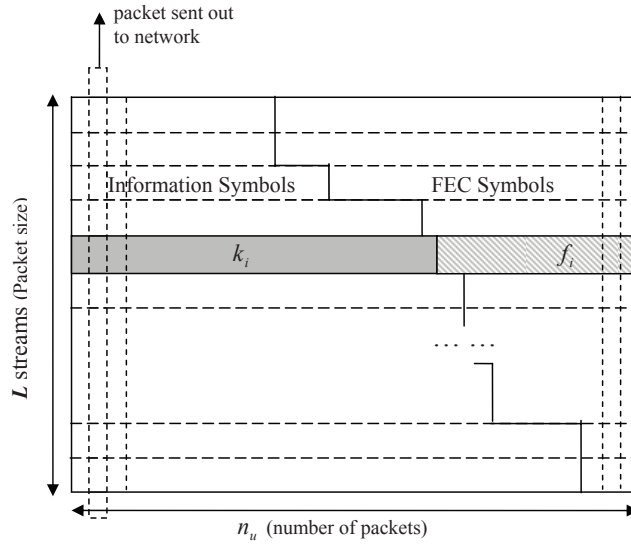 packet sent out
to network
Information Symbols
FEC Symbols
k_i
f_i
L streams (Packet size)
... ...
n_u (number of packets)